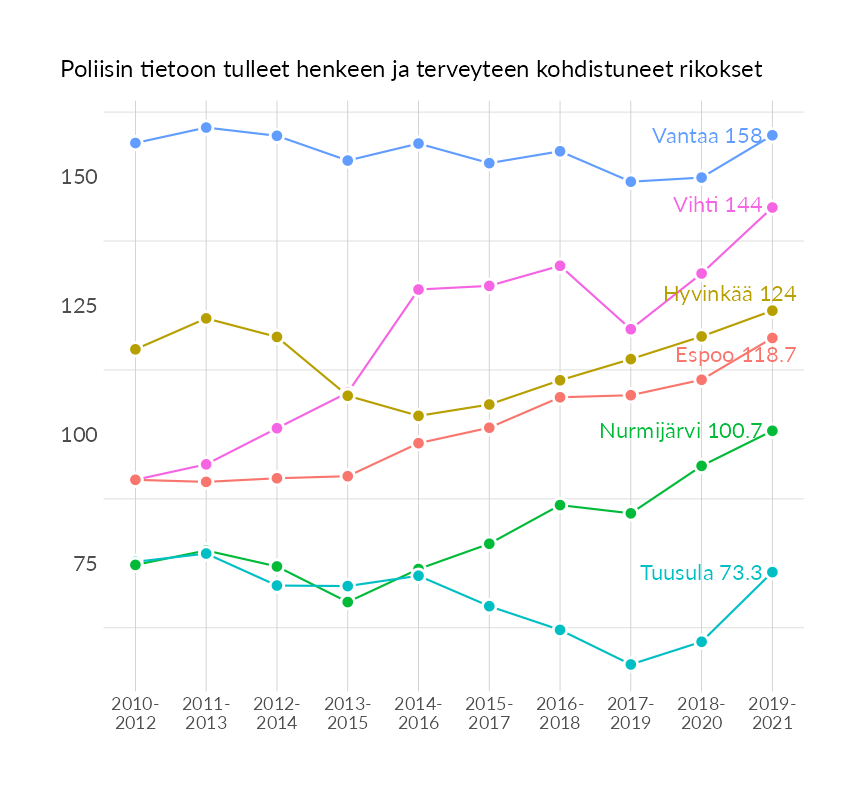 Poliisin tietoon tulleet henkeen ja terveyteen kohdistuneet rikokset
Vantaa 158
150
Vihti 144
Hyvinkää 124
125
Espoo 118.7
Nurmijärvi 100.7
100
75
Tuusula 73.3
2010- 2011- 2012- 2013- 2014- 2015- 2016- 2017- 2018- 2019-
2012 2013 2014 2015 2016 2017 2018 2019 2020 2021